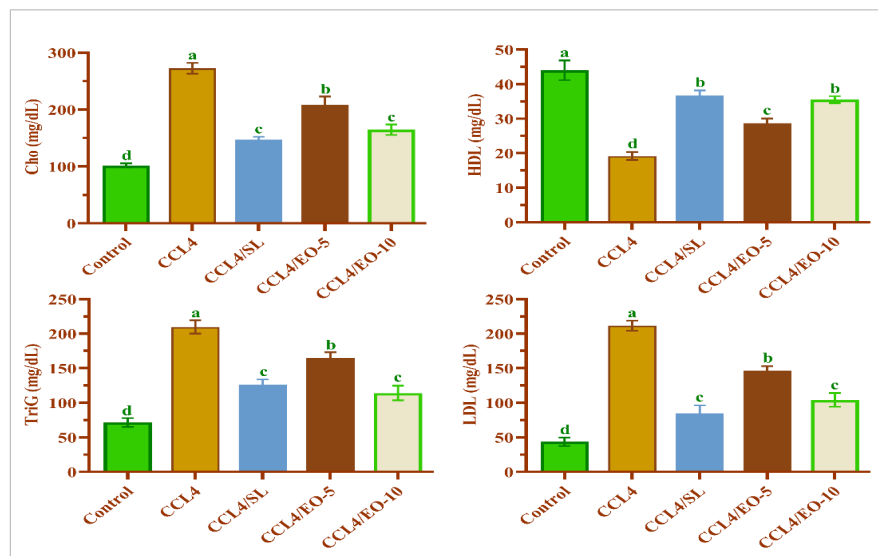 300
200
100
0
Cho (mg/dL)
d
a
c
b
c
Control
CCL4
CCL4/SL
CCL4/EO-5
CCL4/EO-10
50
40
30
20
10
0
HDL (mg/dL)
a
d
b
c
b
Control
CCL4
CCL4/SL
CCL4/EO-5
CCL4/EO-10
250
200
150
100
50
0
TriG (mg/dL)
d
a
c
b
c
Control
CCL4
CCL4/SL
CCL4/EO-5
CCL4/EO-10
250
200
150
100
50
0
LDL (mg/dL)
d
a
c
b
c
Control
CCL4
CCL4/SL
CCL4/EO-5
CCL4/EO-10